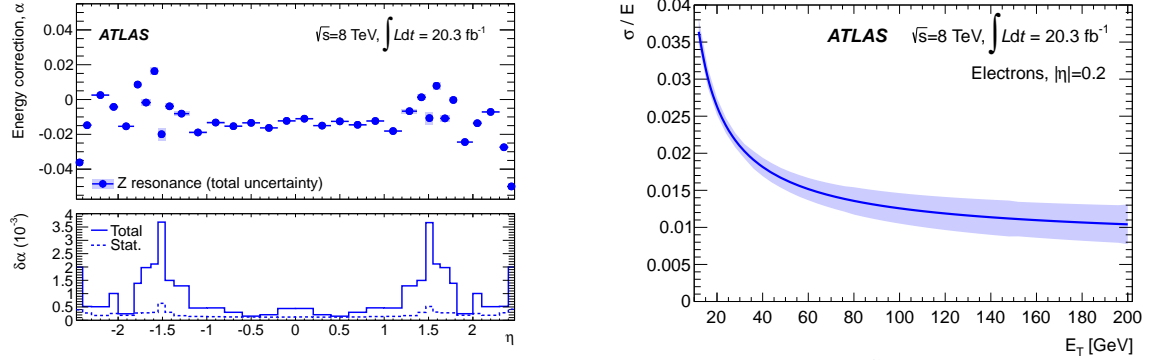 Energy correction, α
0.04
0.02
0
-0.02
-0.04
ATLAS √s=8 TeV, ∫Ldt = 20.3 fb⁻¹
Z resonance (total uncertainty)
δα (10⁻³)
4
3.5
3
2.5
2
1.5
1
0.5
0
Total
Stat.
-2 -1.5 -1 -0.5 0 0.5 1 1.5 2 η
σ / E
0.04
0.035
0.03
0.025
0.02
0.015
0.01
0.005
0
ATLAS √s=8 TeV, ∫Ldt = 20.3 fb⁻¹
Electrons, |η|=0.2
20 40 60 80 100 120 140 160 180 200
E_T [GeV]